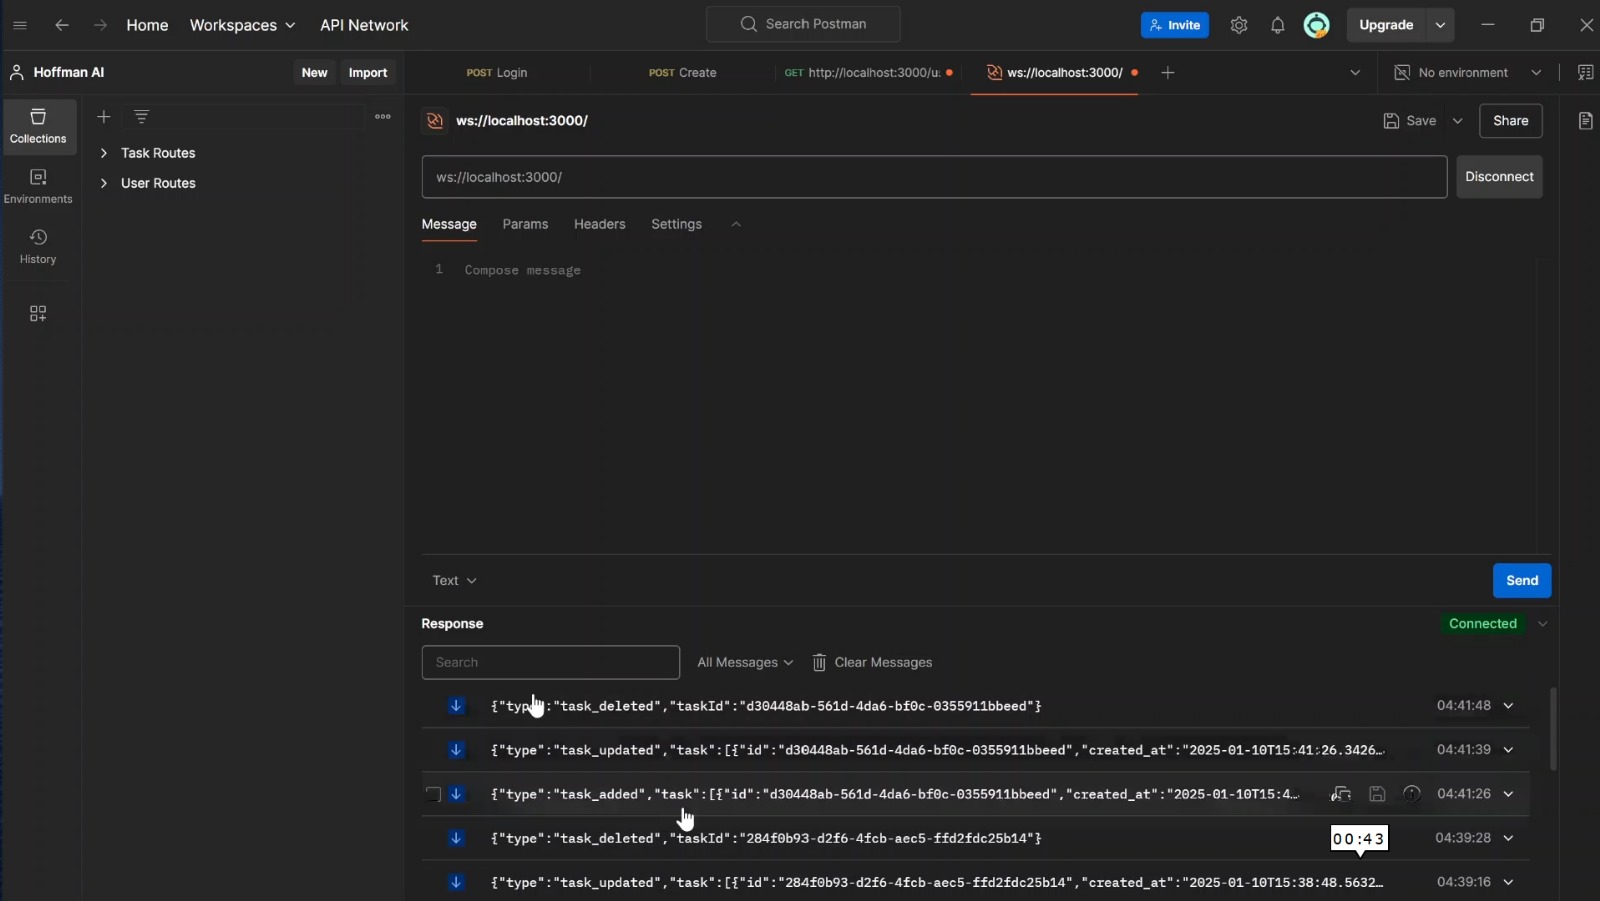 Home Workspaces API Network Search Postman Invite Upgrade
Hoffman AI New Import POST Login POST Create GET http://localhost:3000/u: ws://localhost:3000/ No environment
Collections
Environments
History
Task Routes
User Routes
ws://localhost:3000/ Save Share
ws://localhost:3000/ Disconnect
Message Params Headers Settings
1 Compose message
Text Send
Response Connected
Search All Messages Clear Messages
{"type":"task_deleted","taskId":"d30448ab-561d-4da6-bf0c-0355911bbeed"} 04:41:48
{"type":"task_updated","task":[{"id":"d30448ab-561d-4da6-bf0c-0355911bbeed","created_at":"2025-01-10T15:41:26.3426… 04:41:39
{"type":"task_added","task":[{"id":"d30448ab-561d-4da6-bf0c-0355911bbeed","created_at":"2025-01-10T15:4… 04:41:26
{"type":"task_deleted","taskId":"284f0b93-d2f6-4fcb-aec5-ffd2fdc25b14"} 04:39:28
00:43
{"type":"task_updated","task":[{"id":"284f0b93-d2f6-4fcb-aec5-ffd2fdc25b14","created_at":"2025-01-10T15:38:48.5632… 04:39:16